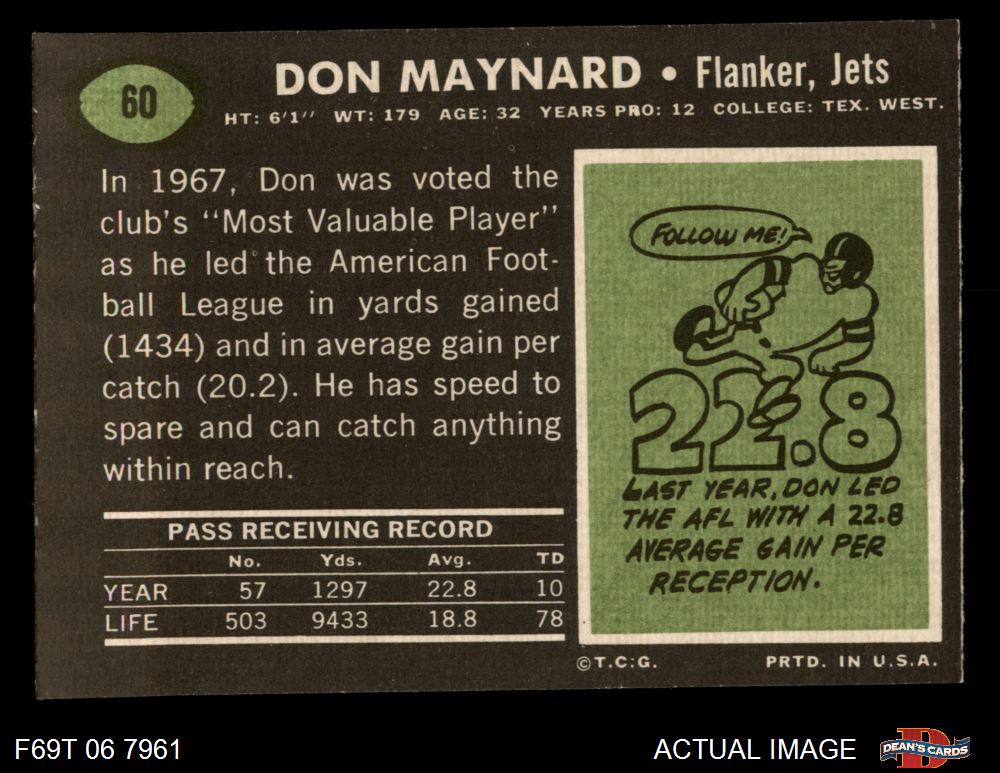 60
DON MAYNARD • Flanker, Jets
HT: 6'1" WT: 179 AGE: 32 YEARS PRO: 12 COLLEGE: TEX. WEST.
In 1967, Don was voted the
club's "Most Valuable Player"
as he led the American Foot-
ball League in yards gained
(1434) and in average gain per
catch (20.2). He has speed to
spare and can catch anything
within reach.
PASS RECEIVING RECORD
No. Yds. Avg. TD
YEAR 57 1297 22.8 10
LIFE 503 9433 18.8 78
FOLLOW ME!
22.8
LAST YEAR, DON LED
THE AFL WITH A 22.8
AVERAGE GAIN PER
RECEPTION.
©T.C.G. PRTD. IN U.S.A.
F69T 06 7961
ACTUAL IMAGE
D
DEAN'S CARDS